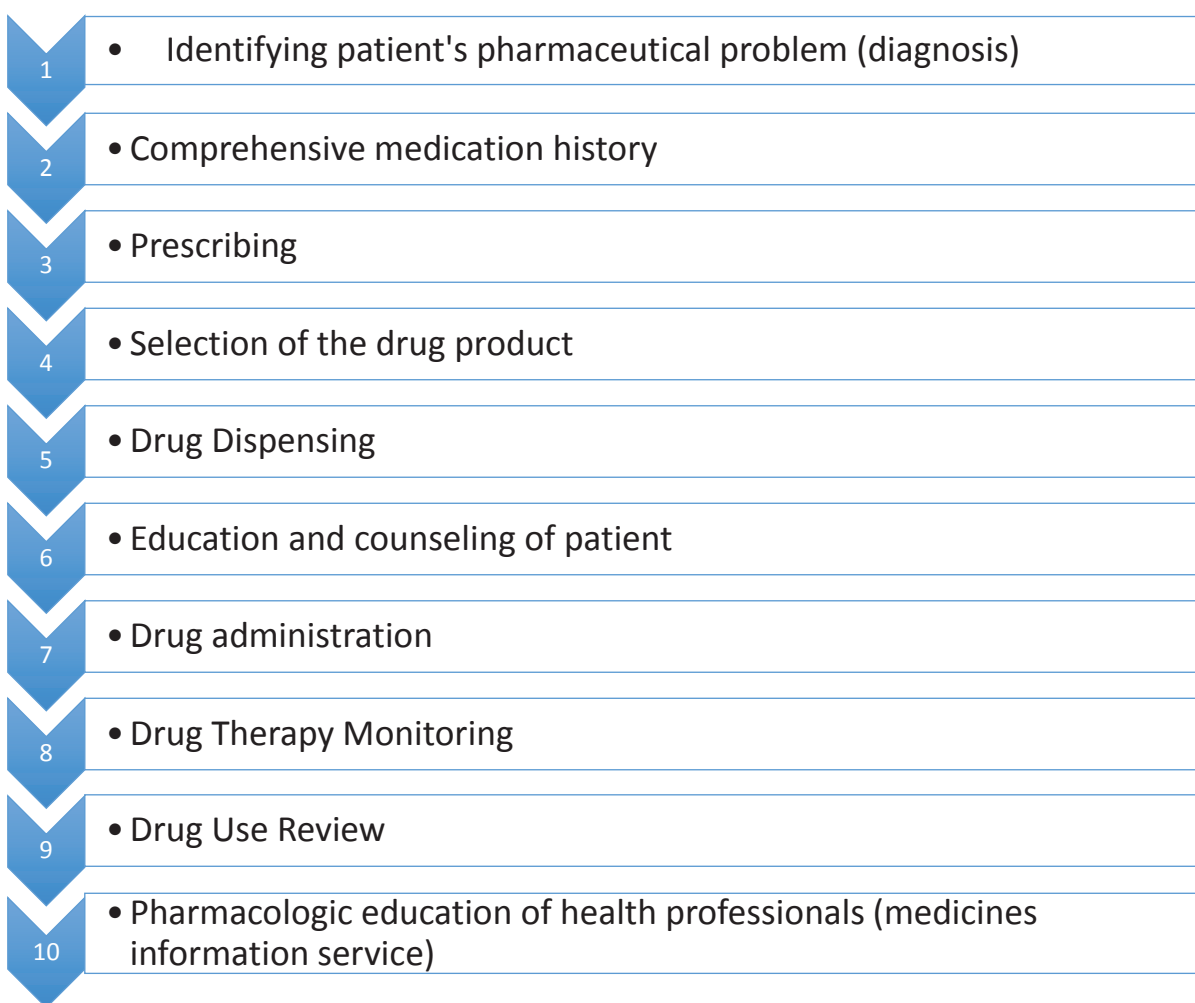 1
• Identifying patient's pharmaceutical problem (diagnosis)
2
• Comprehensive medication history
3
• Prescribing
4
• Selection of the drug product
5
• Drug Dispensing
6
• Education and counseling of patient
7
• Drug administration
8
• Drug Therapy Monitoring
9
• Drug Use Review
10
• Pharmacologic education of health professionals (medicines
information service)